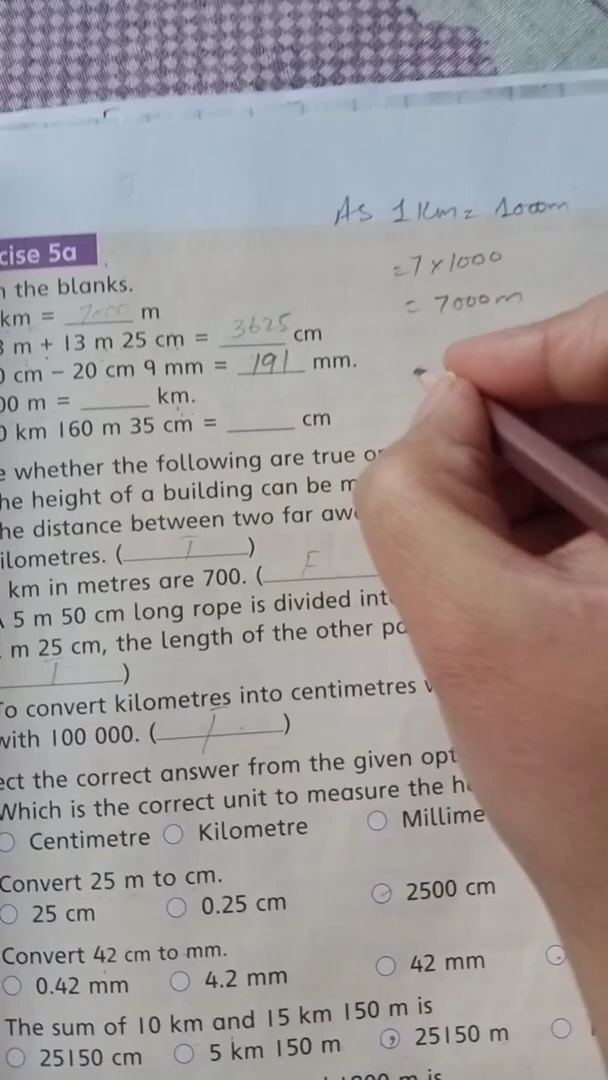 As 1 Km = 1000m
cise 5a
= 7 x 1000
the blanks.
= 7000m
km = 7000 m
m + 13 m 25 cm = 3625 cm
cm – 20 cm 9 mm = 191 mm.
00 m = ______ km.
km 160 m 35 cm = ______ cm
whether the following are true
he height of a building can be
he distance between two far
ilometres. (T)
km in metres are 700. (F)
5 m 50 cm long rope is divided
m 25 cm, the length of the other
)
To convert kilometres into centimetres
with 100 000. ( )
ect the correct answer from the given opt
Which is the correct unit to measure the
Centimetre Kilometre Millime
Convert 25 m to cm.
25 cm 0.25 cm 2500 cm
Convert 42 cm to mm.
0.42 mm 4.2 mm 42 mm
The sum of 10 km and 15 km 150 m is
25150 cm 5 km 150 m 25150 m
m is